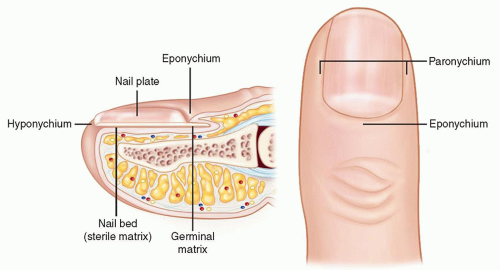 Eponychium
Nail plate
Hyponychium
Nail bed
(sterile matrix)
Germinal
matrix
Paronychium
Eponychium